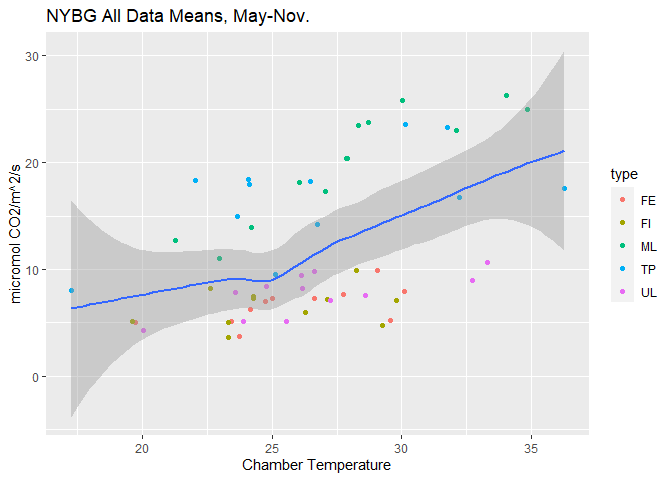 NYBG All Data Means, May-Nov.
30
20
10
0
micromol CO2/m^2/s
20 25 30 35
Chamber Temperature
type
FE
FI
ML
TP
UL